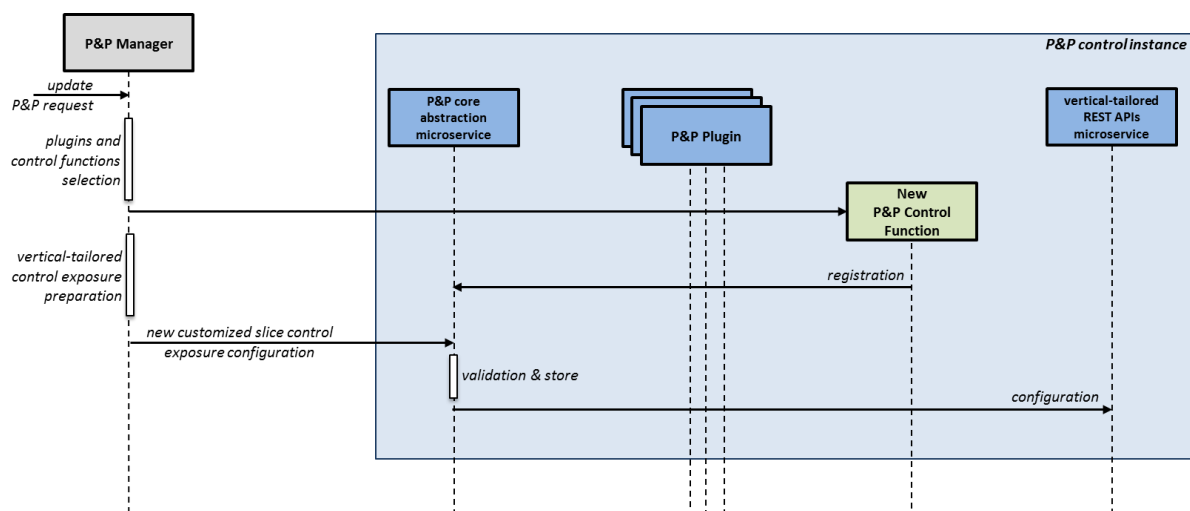 P&P Manager
P&P control instance
update
P&P request
P&P core
abstraction
microservice
P&P Plugin
vertical-tailored
REST APIs
microservice
plugins and
control functions
selection
New
P&P Control
Function
vertical-tailored
control exposure
preparation
registration
new customized slice control
exposure configuration
validation & store
configuration